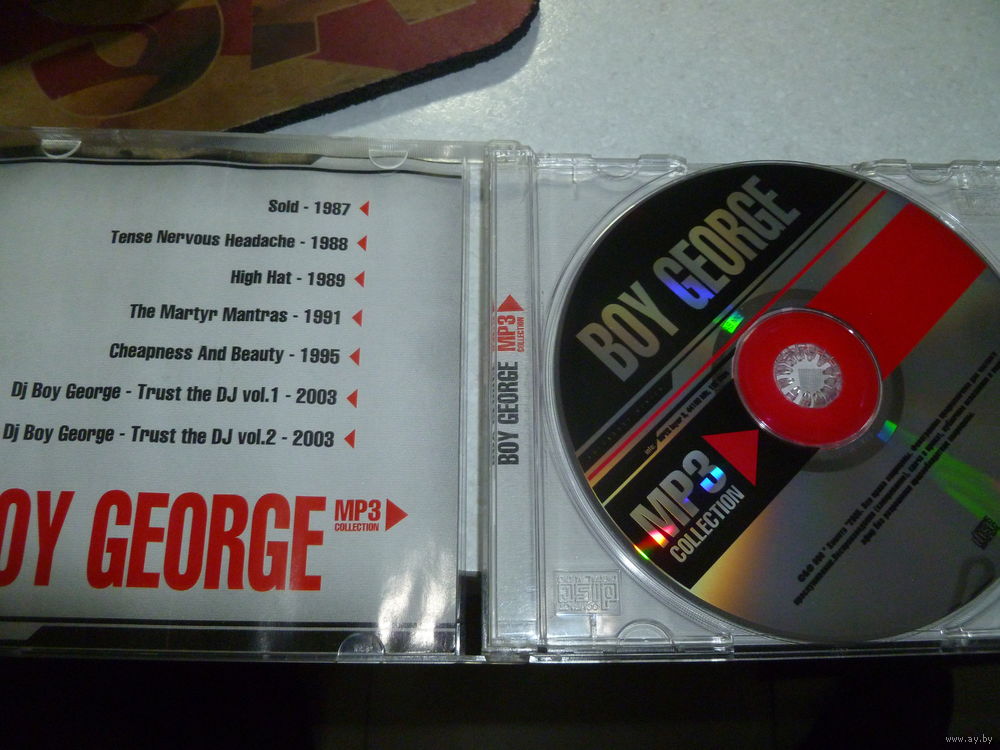 Sold - 1987
Tense Nervous Headache - 1988
High Hat - 1989
The Martyr Mantras - 1991
Cheapness And Beauty - 1995
Dj Boy George - Trust the DJ vol.1 - 2003
Dj Boy George - Trust the DJ vol.2 - 2003
OY GEORGE
MP3
COLLECTION
BOY GEORGE MP3
COLLECTION
BOY GEORGE
MP3
COLLECTION
www.ay.by